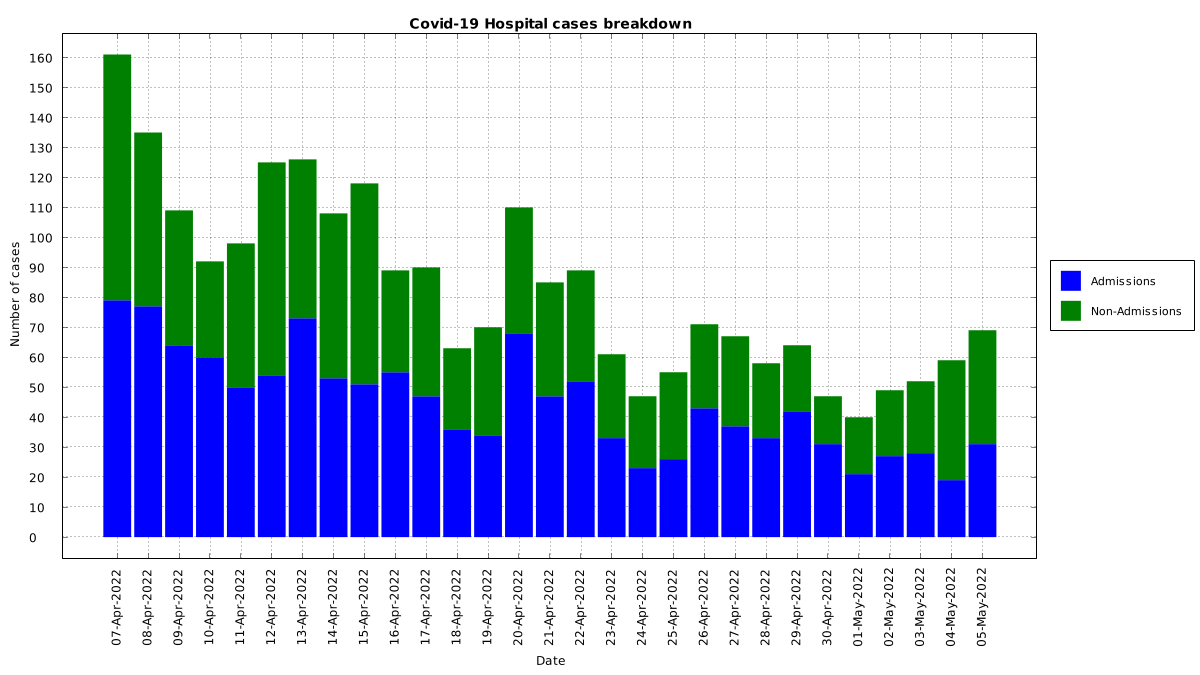 Covid-19 Hospital cases breakdown
160
150
140
130
120
110
100
90
80
70
60
50
40
30
20
10
0
Number of cases
07-Apr-2022
08-Apr-2022
09-Apr-2022
10-Apr-2022
11-Apr-2022
12-Apr-2022
13-Apr-2022
14-Apr-2022
15-Apr-2022
16-Apr-2022
17-Apr-2022
18-Apr-2022
19-Apr-2022
20-Apr-2022
21-Apr-2022
22-Apr-2022
23-Apr-2022
24-Apr-2022
25-Apr-2022
26-Apr-2022
27-Apr-2022
28-Apr-2022
29-Apr-2022
30-Apr-2022
01-May-2022
02-May-2022
03-May-2022
04-May-2022
05-May-2022
Date
Admissions
Non-Admissions